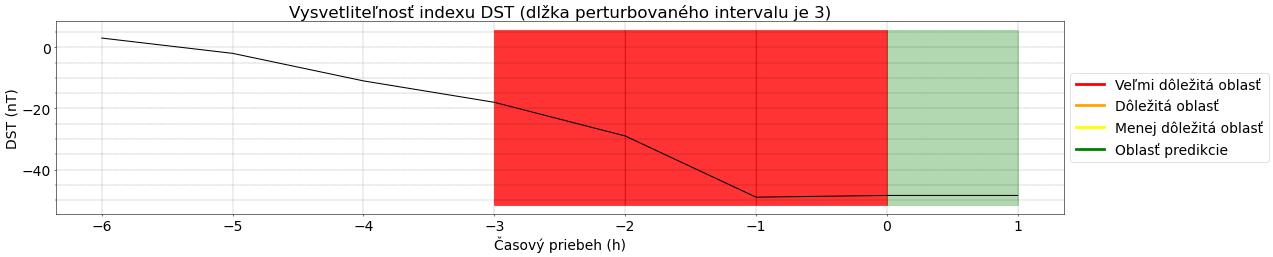 Vysvetliteľnosť indexu DST (dĺžka perturbovaného intervalu je 3)
DST (nT)
0
−20
−40
−6 −5 −4 −3 −2 −1 0 1
Časový priebeh (h)
Veľmi dôležitá oblasť
Dôležitá oblasť
Menej dôležitá oblasť
Oblasť predikcie